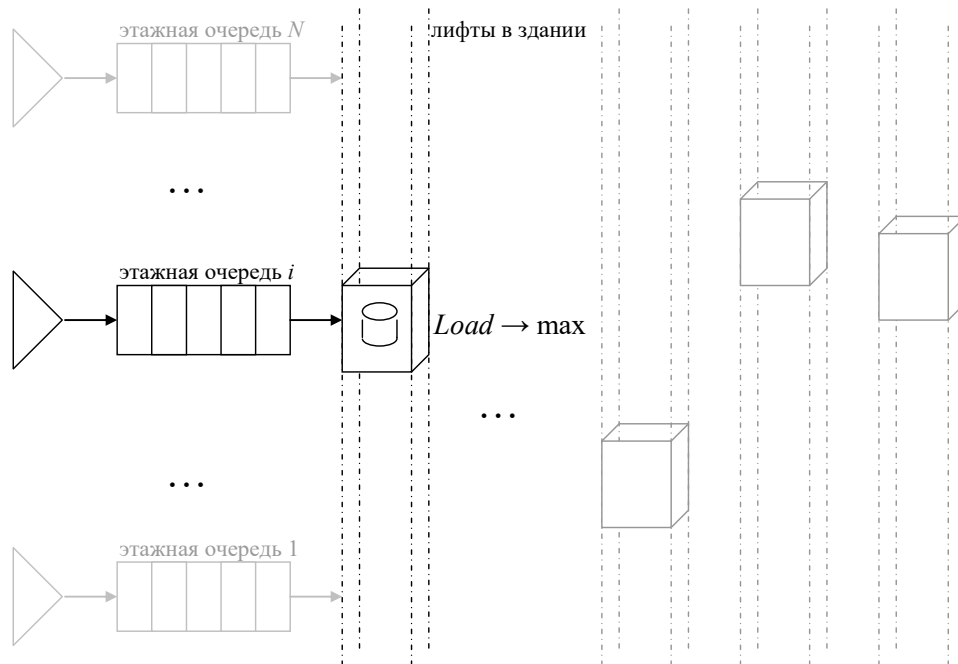 этажная очередь N
лифты в здании
...
этажная очередь i
Load → max
...
...
этажная очередь 1